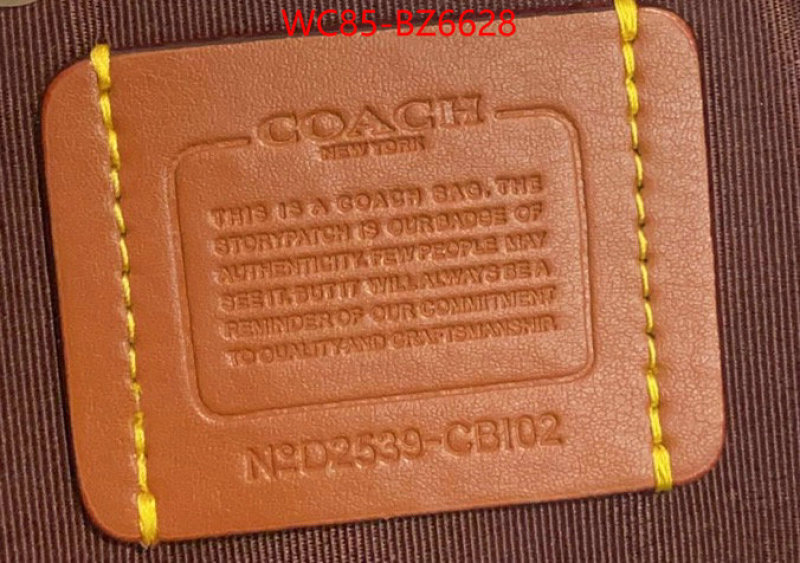 WC85-BZ6628
COACH
NEW YORK
THIS IS A COACH BAG. THE
STORYPATCH IS OUR BADGE OF
AUTHENTICITY. FEW PEOPLE MAY
SEE IT. BUT IT WILL ALWAYS BE A
REMINDER OF OUR COMMITMENT
TO QUALITY AND CRAFTSMANSHIP.
NºD2539-CB102